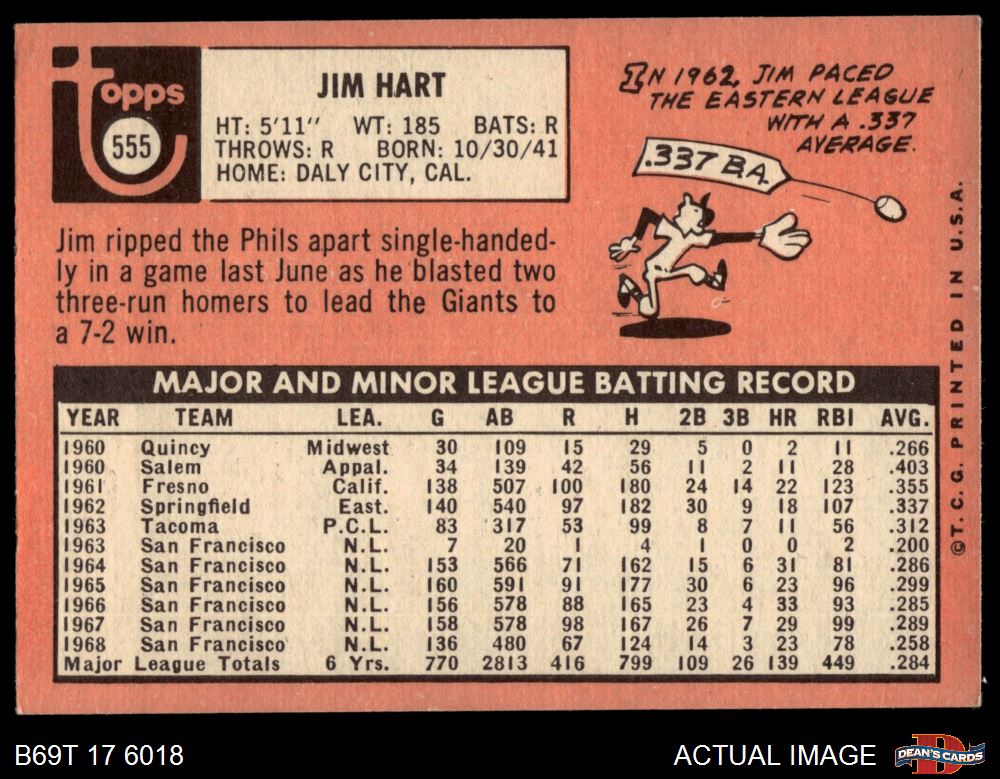 topps
555
JIM HART
HT: 5'11" WT: 185 BATS: R
THROWS: R BORN: 10/30/41
HOME: DALY CITY, CAL.
Jim ripped the Phils apart single-handed-
ly in a game last June as he blasted two
three-run homers to lead the Giants to
a 7-2 win.
IN 1962, JIM PACED
THE EASTERN LEAGUE
WITH A .337
AVERAGE.
.337 B.A.
MAJOR AND MINOR LEAGUE BATTING RECORD
YEAR TEAM LEA. G AB R H 2B 3B HR RBI AVG.
1960 Quincy Midwest 30 109 15 29 5 0 2 11 .266
1960 Salem Appal. 34 139 42 56 11 2 11 28 .403
1961 Fresno Calif. 138 507 100 180 24 14 22 123 .355
1962 Springfield East. 140 540 97 182 30 9 18 107 .337
1963 Tacoma P.C.L. 83 317 53 99 8 7 11 56 .312
1963 San Francisco N.L. 7 20 1 4 1 0 0 2 .200
1964 San Francisco N.L. 153 566 71 162 15 6 31 81 .286
1965 San Francisco N.L. 160 591 91 177 30 6 23 96 .299
1966 San Francisco N.L. 156 578 88 165 23 4 33 93 .285
1967 San Francisco N.L. 158 578 98 167 26 7 29 99 .289
1968 San Francisco N.L. 136 480 67 124 14 3 23 78 .258
Major League Totals 6 Yrs. 770 2813 416 799 109 26 139 449 .284
©T.C.G. PRINTED IN U.S.A.
B69T 17 6018
ACTUAL IMAGE
DEAN'S CARDS